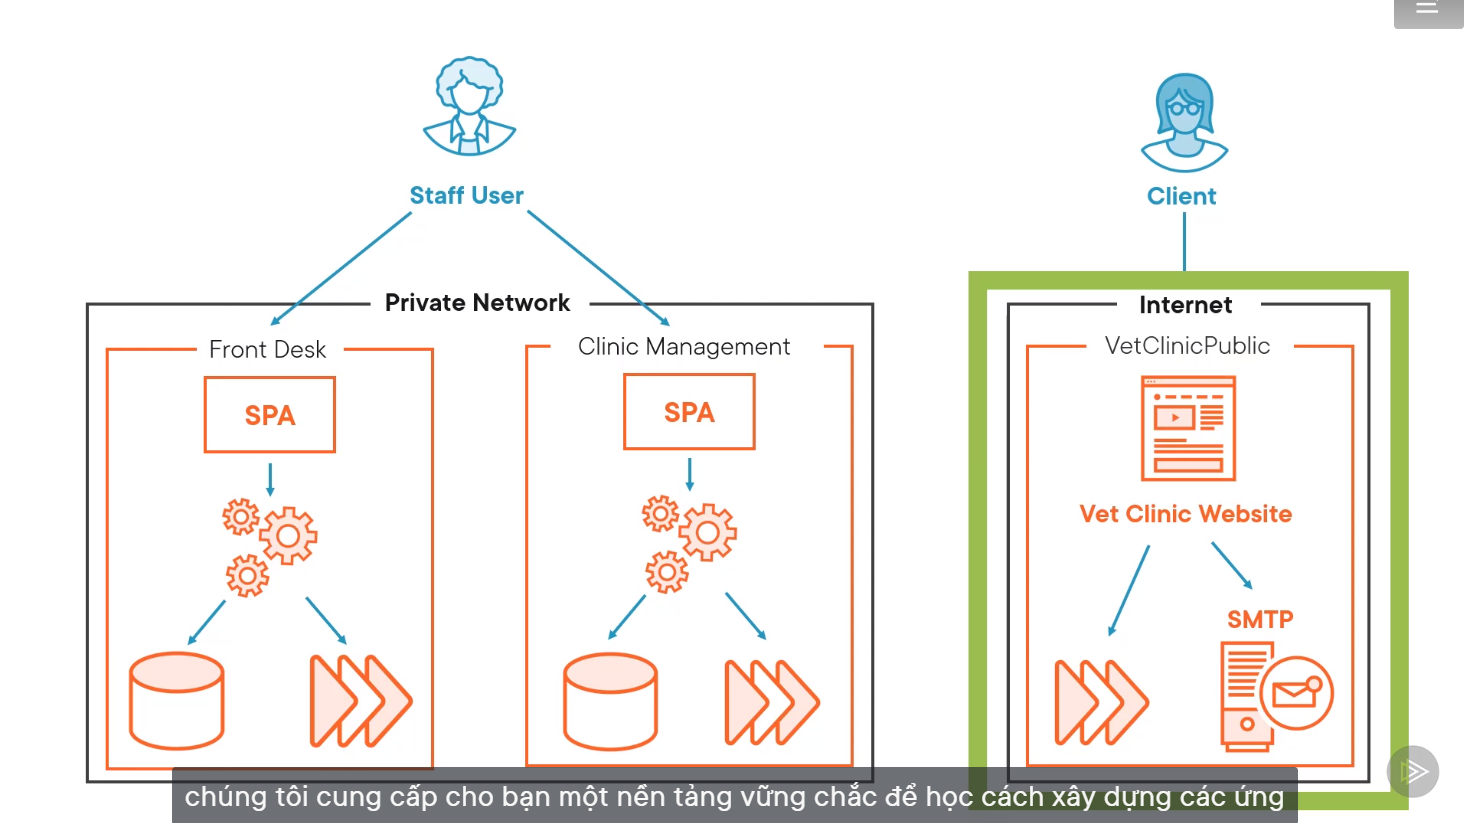 Staff User
Client
Private Network
Internet
Front Desk
Clinic Management
VetClinicPublic
SPA
SPA
Vet Clinic Website
SMTP
chúng tôi cung cấp cho bạn một nền tảng vững chắc để học cách xây dựng các ứng